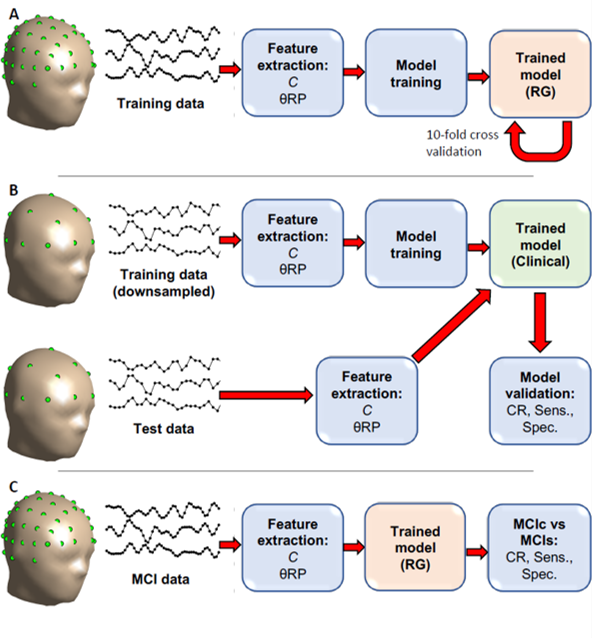 A
Training data
Feature
extraction:
C
θRP
Model
training
Trained
model
(RG)
10-fold cross
validation
B
Training data
(downsampled)
Feature
extraction:
C
θRP
Model
training
Trained
model
(Clinical)
Test data
Feature
extraction:
C
θRP
Model
validation:
CR, Sens.,
Spec.
C
MCI data
Feature
extraction:
C
θRP
Trained
model
(RG)
MCIc vs
MCIs:
CR, Sens.,
Spec.